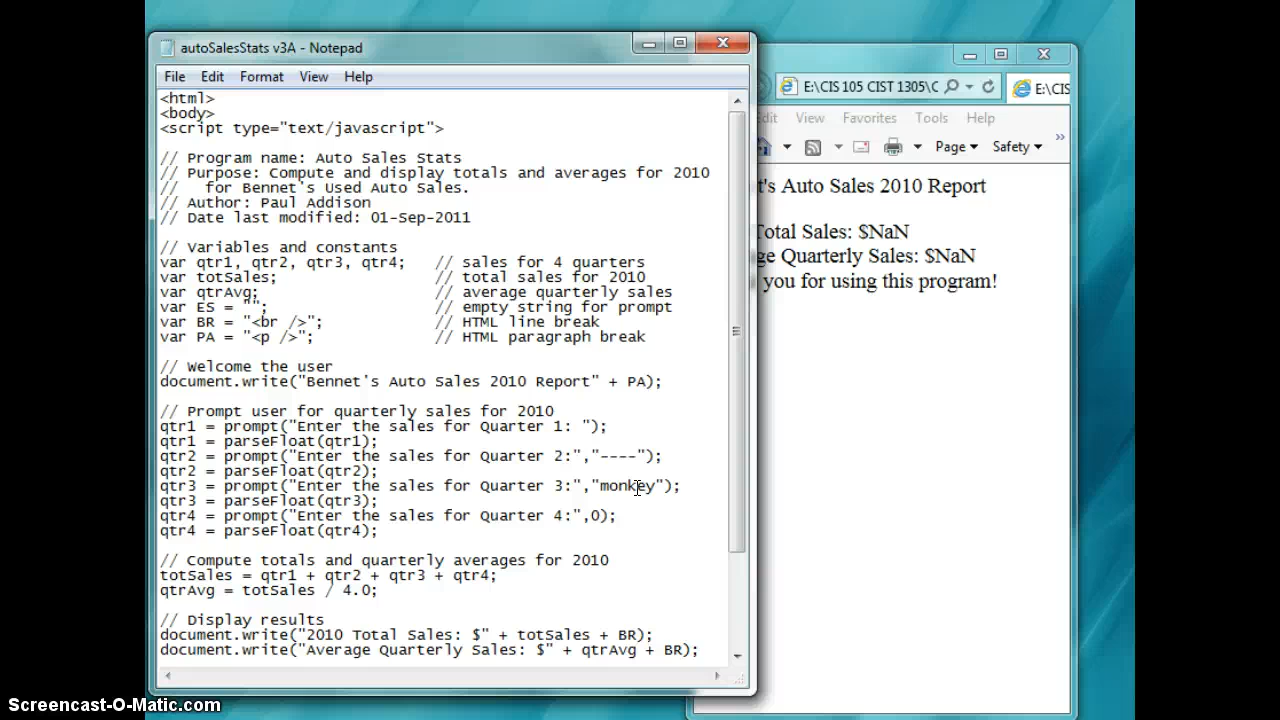 autoSalesStats v3A - Notepad
File Edit Format View Help
<html>
<body>
<script type="text/javascript">
// Program name: Auto Sales Stats
// Purpose: Compute and display totals and averages for 2010
//   for Bennet's Used Auto Sales.
// Author: Paul Addison
// Date last modified: 01-Sep-2011
// Variables and constants
var qtr1, qtr2, qtr3, qtr4;   // sales for 4 quarters
var totSales;                 // total sales for 2010
var qtrAvg;                   // average quarterly sales
var ES = "";                  // empty string for prompt
var BR = "<br />";            // HTML line break
var PA = "<p />";             // HTML paragraph break
// Welcome the user
document.write("Bennet's Auto Sales 2010 Report" + PA);
// Prompt user for quarterly sales for 2010
qtr1 = prompt("Enter the sales for Quarter 1: ");
qtr1 = parseFloat(qtr1);
qtr2 = prompt("Enter the sales for Quarter 2:","----");
qtr2 = parseFloat(qtr2);
qtr3 = prompt("Enter the sales for Quarter 3:","monkey");
qtr3 = parseFloat(qtr3);
qtr4 = prompt("Enter the sales for Quarter 4:",0);
qtr4 = parseFloat(qtr4);
// Compute totals and quarterly averages for 2010
totSales = qtr1 + qtr2 + qtr3 + qtr4;
qtrAvg = totSales / 4.0;
// Display results
document.write("2010 Total Sales: $" + totSales + BR);
document.write("Average Quarterly Sales: $" + qtrAvg + BR);
E:\CIS 105 CIST 1305\C
E:\CIS
dit View Favorites Tools Help
Page Safety
t's Auto Sales 2010 Report
Total Sales: $NaN
ge Quarterly Sales: $NaN
you for using this program!
Screencast-O-Matic.com